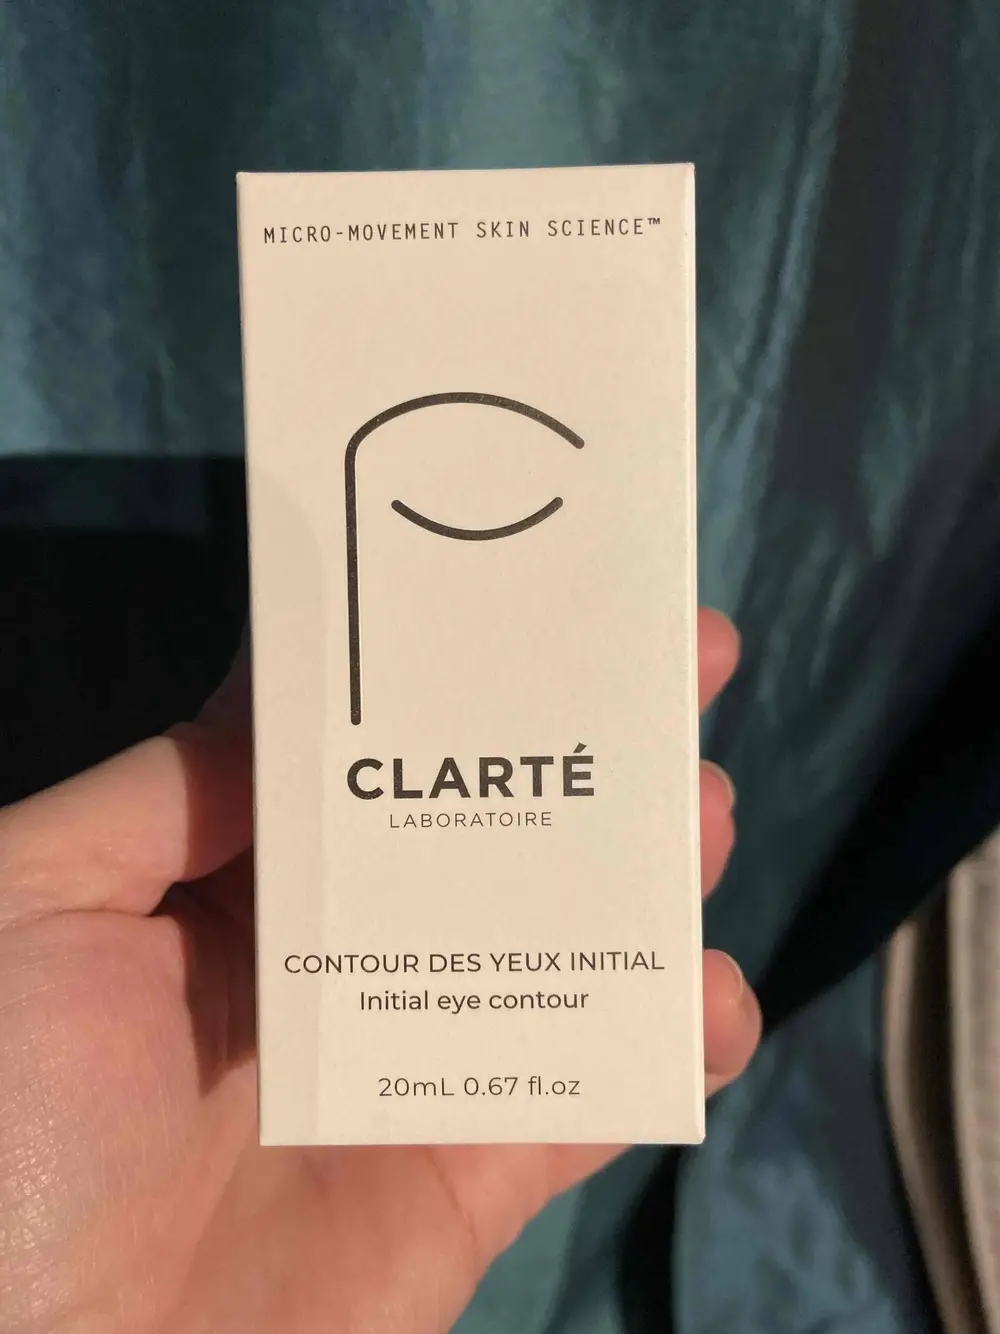 MICRO-MOVEMENT SKIN SCIENCE™
CLARTÉ
LABORATOIRE
CONTOUR DES YEUX INITIAL
Initial eye contour
20mL 0.67 fl.oz